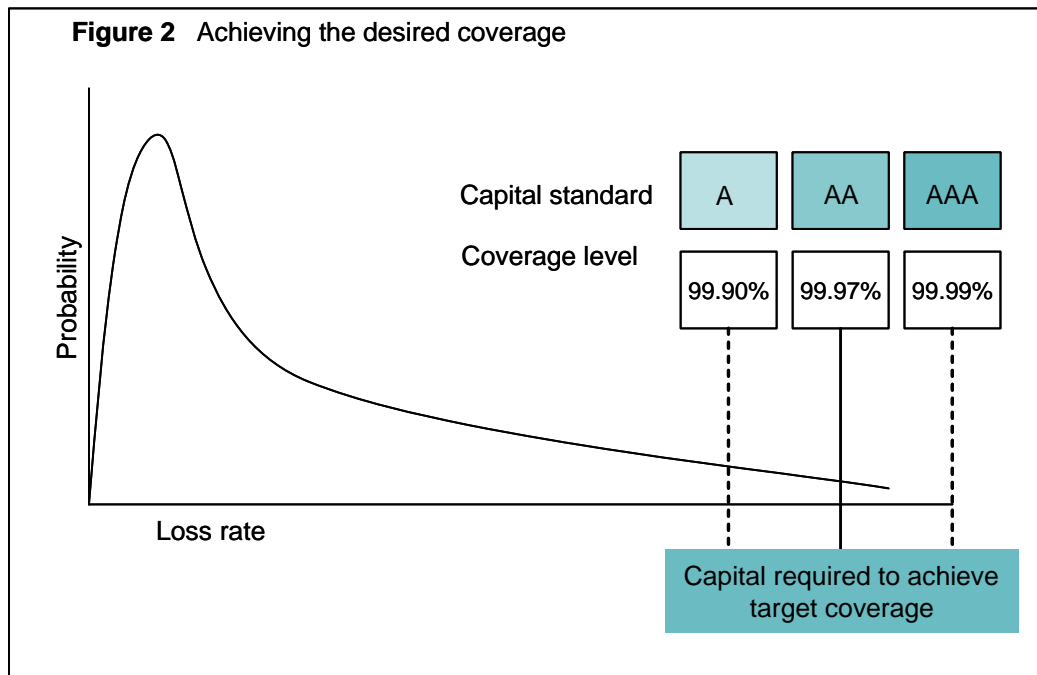 Figure 2 Achieving the desired coverage
Capital standard
A
AA
AAA
Coverage level
99.90%
99.97%
99.99%
Probability
Loss rate
Capital required to achieve
target coverage